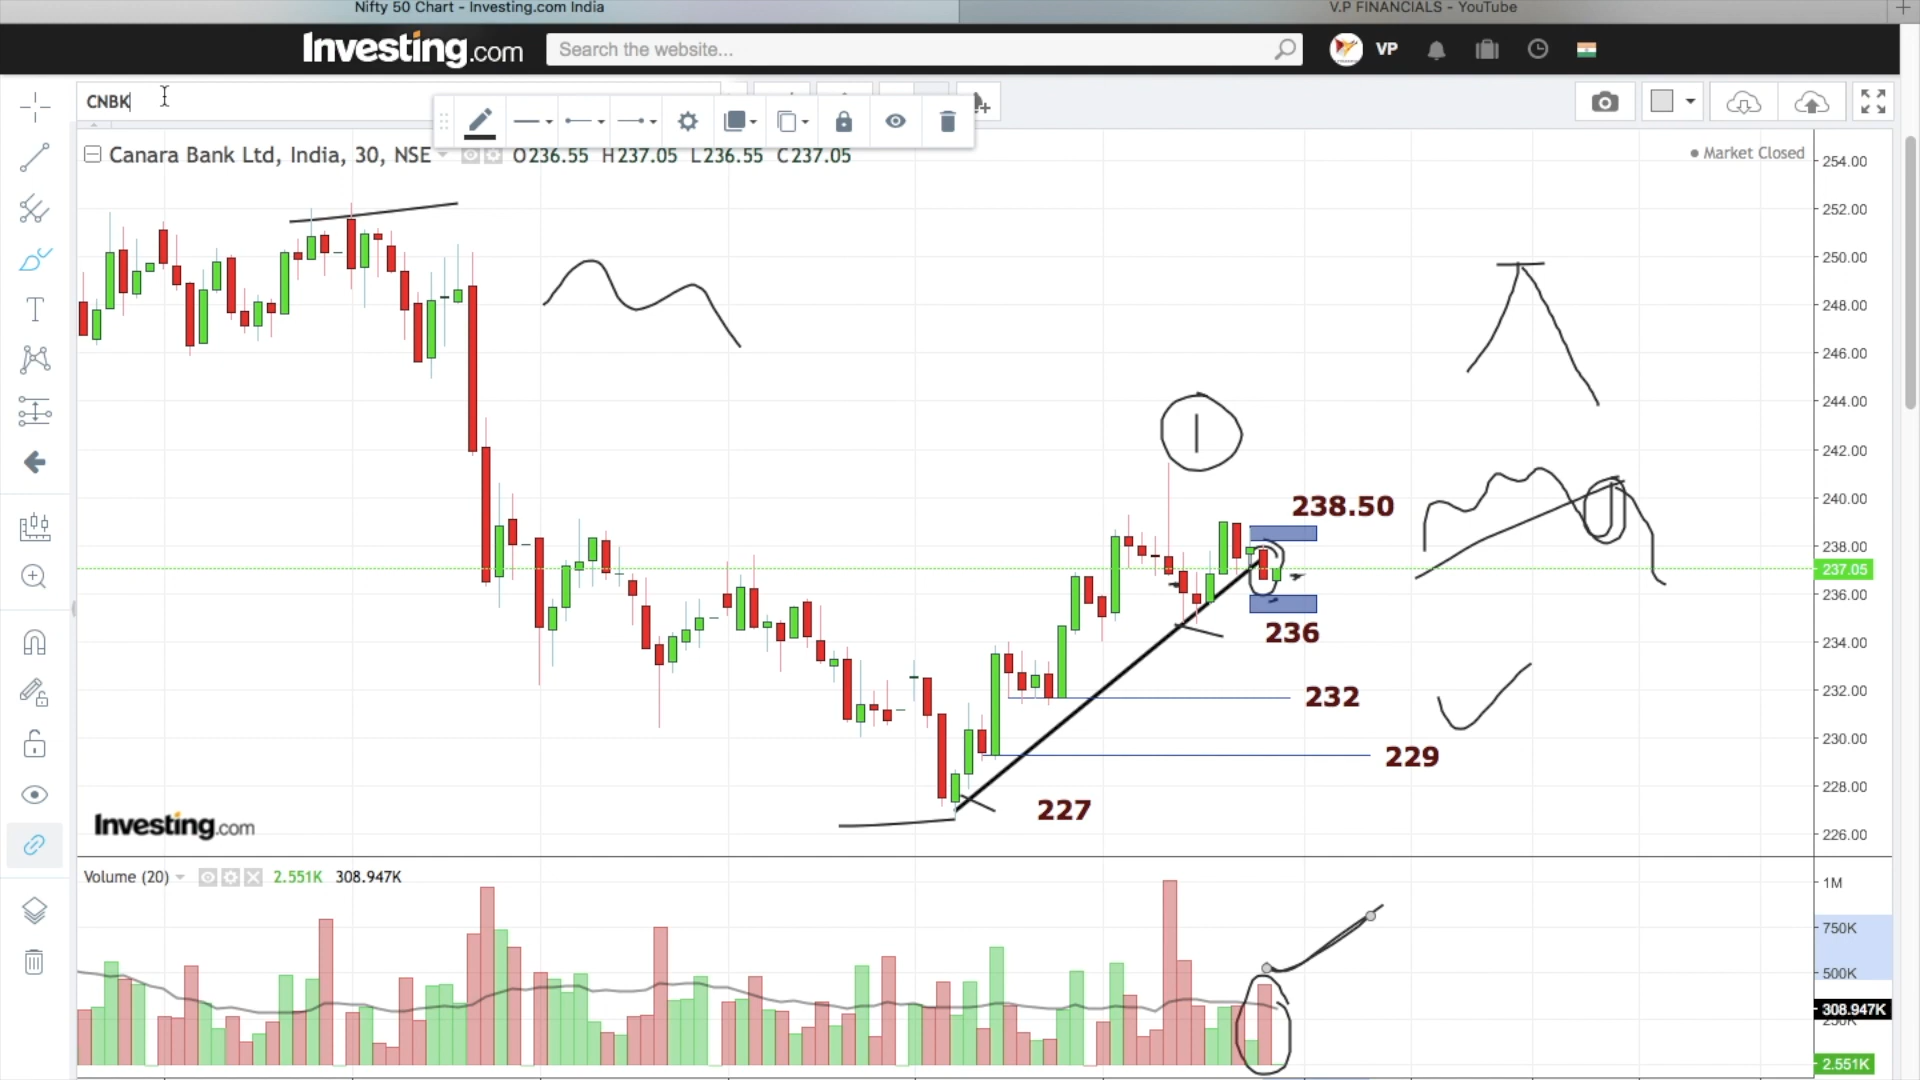 Nifty 50 Chart - Investing.com India
V.P FINANCIALS - YouTube
Investing.com
Search the website...
VP
CNBK
Canara Bank Ltd, India, 30, NSE
O236.55 H237.05 L236.55 C237.05
Market Closed
254.00
252.00
250.00
248.00
246.00
244.00
242.00
240.00
238.00
237.05
236.00
234.00
232.00
230.00
228.00
226.00
1
238.50
236
232
229
227
Investing.com
Volume (20)
2.551K 308.947K
1M
750K
500K
308.947K
2.551K